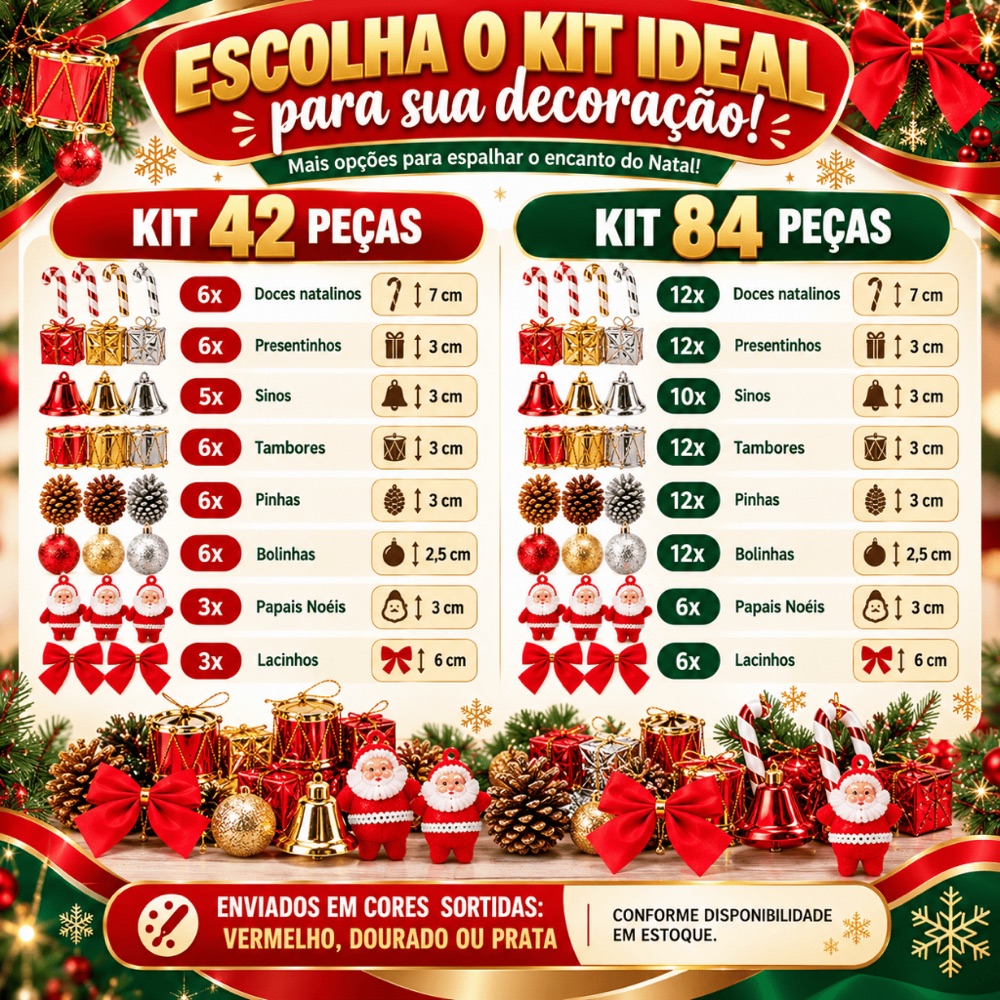 ESCOLHA O KIT IDEAL
para sua decoração!
Mais opções para espalhar o encanto do Natal!
KIT 42 PEÇAS
6x Doces natalinos 7 cm
6x Presentinhos 3 cm
5x Sinos 3 cm
6x Tambores 3 cm
6x Pinhas 3 cm
6x Bolinhas 2,5 cm
3x Papais Noéis 3 cm
3x Lacinhos 6 cm
KIT 84 PEÇAS
12x Doces natalinos 7 cm
12x Presentinhos 3 cm
10x Sinos 3 cm
12x Tambores 3 cm
12x Pinhas 3 cm
12x Bolinhas 2,5 cm
6x Papais Noéis 3 cm
6x Lacinhos 6 cm
ENVIADOS EM CORES SORTIDAS:
VERMELHO, DOURADO OU PRATA
CONFORME DISPONIBILIDADE
EM ESTOQUE.